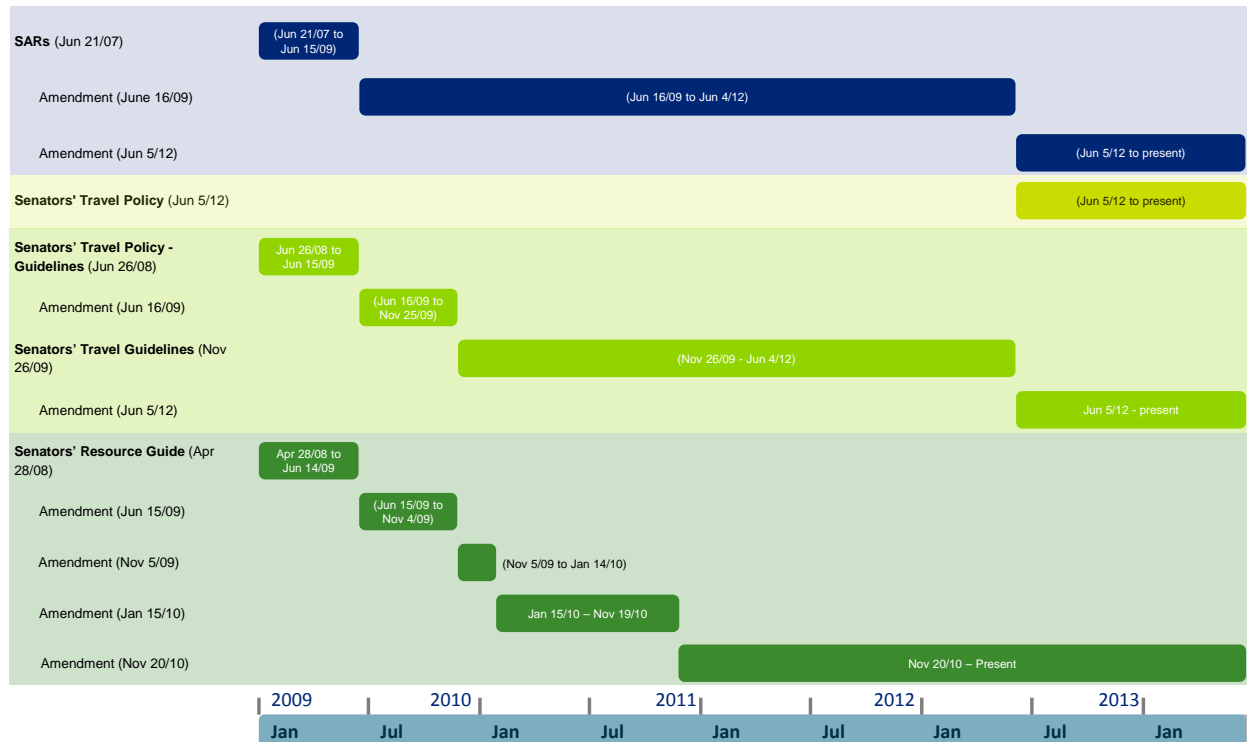 SARs (Jun 21/07)
(Jun 21/07 to
Jun 15/09)
Amendment (June 16/09)
(Jun 16/09 to Jun 4/12)
Amendment (Jun 5/12)
(Jun 5/12 to present)
Senators' Travel Policy (Jun 5/12)
(Jun 5/12 to present)
Senators’ Travel Policy -
Guidelines (Jun 26/08)
Jun 26/08 to
Jun 15/09
Amendment (Jun 16/09)
(Jun 16/09 to
Nov 25/09)
Senators’ Travel Guidelines (Nov
26/09)
(Nov 26/09 - Jun 4/12)
Amendment (Jun 5/12)
Jun 5/12 - present
Senators’ Resource Guide (Apr
28/08)
Apr 28/08 to
Jun 14/09
Amendment (Jun 15/09)
(Jun 15/09 to
Nov 4/09)
Amendment (Nov 5/09)
(Nov 5/09 to Jan 14/10)
Amendment (Jan 15/10)
Jan 15/10 – Nov 19/10
Amendment (Nov 20/10)
Nov 20/10 – Present
2009 2010 2011 2012 2013
Jan Jul Jan Jul Jan Jul Jan Jul Jan